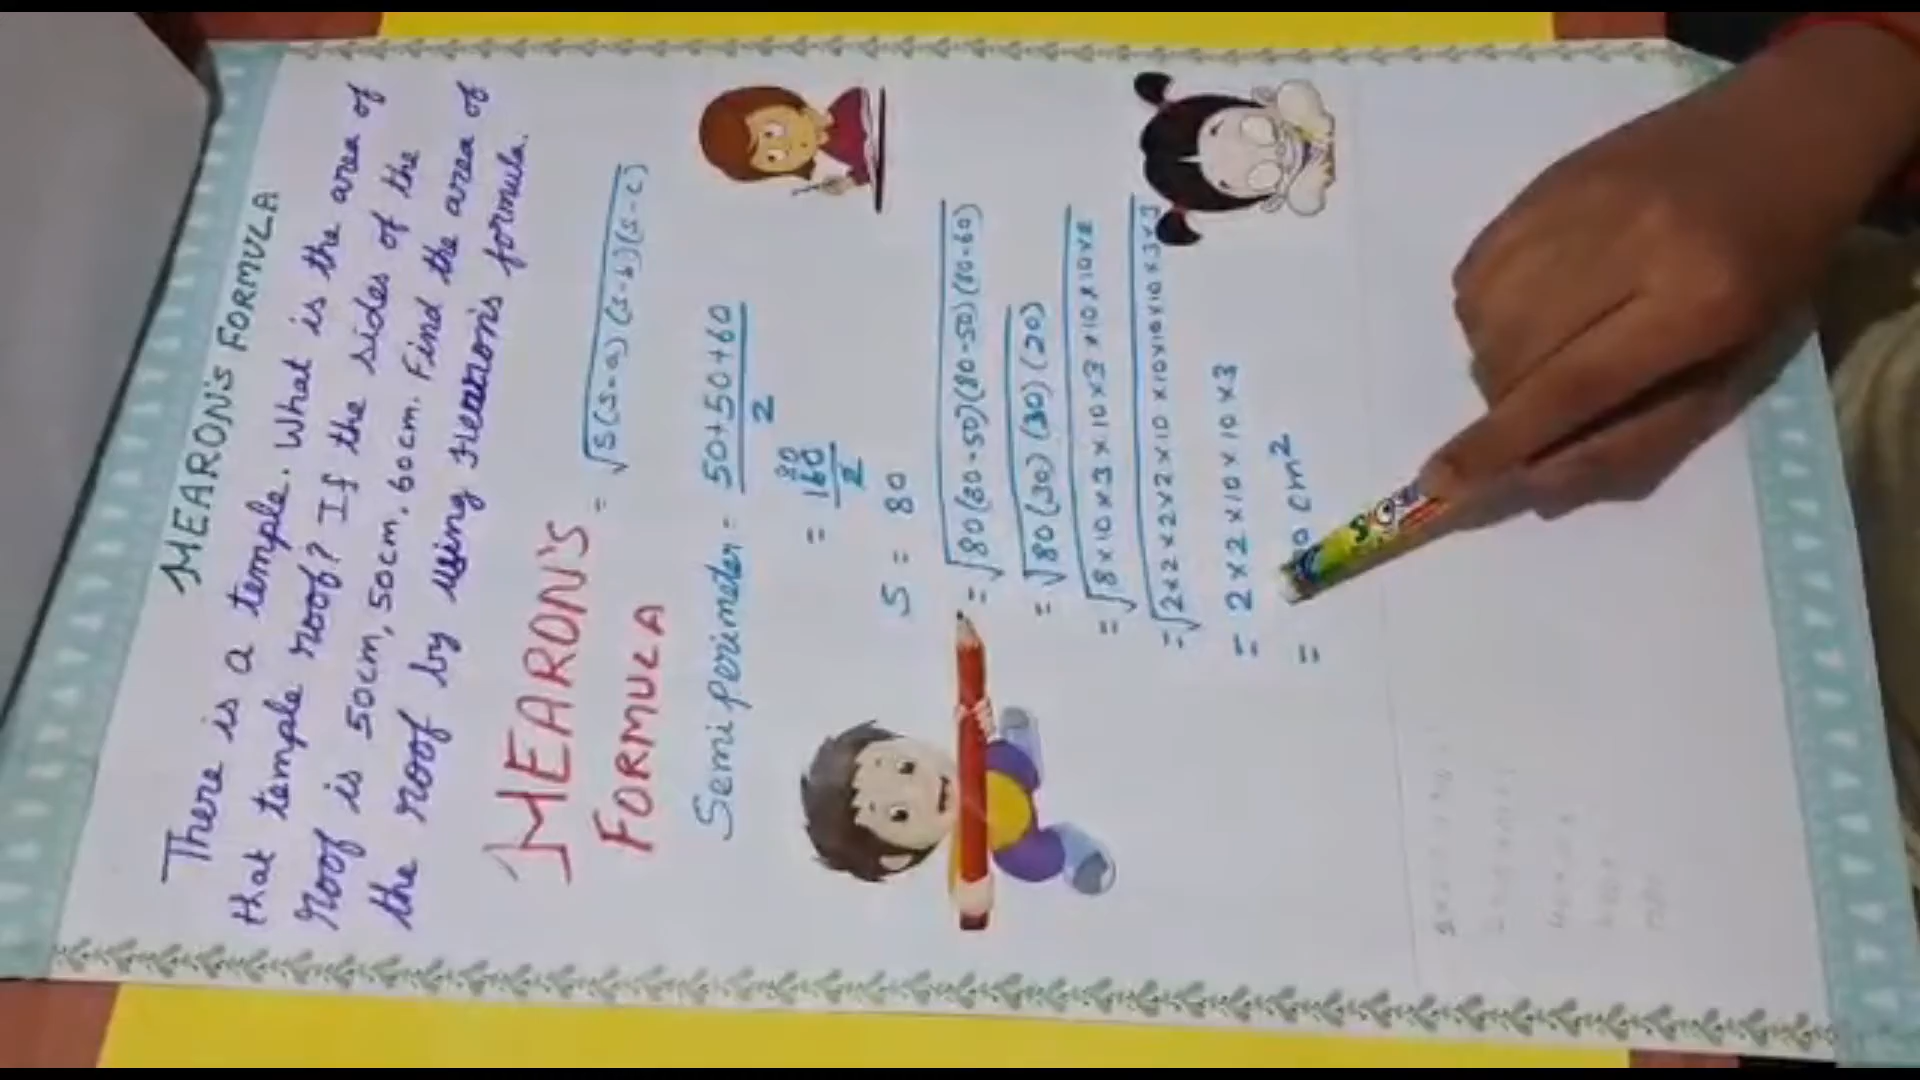 HEARON'S FORMULA
There is a temple. What is the area of
that temple roof? If the sides of the
roof is 50cm, 50cm, 60cm. Find the area of
the roof by using Hearon's formula.
HEARON'S
FORMULA
= √S(S-a)(S-b)(S-c)
Semi perimeter = 50+50+60
2
80
= 160
2
S = 80
= √80(80-50)(80-50)(80-60)
= √80(30)(30)(20)
= √8×10×3×10×3×10×10×2
= √2×2×2×2×10×10×10×10×3×3
= 2×2×10×10×3
= cm²